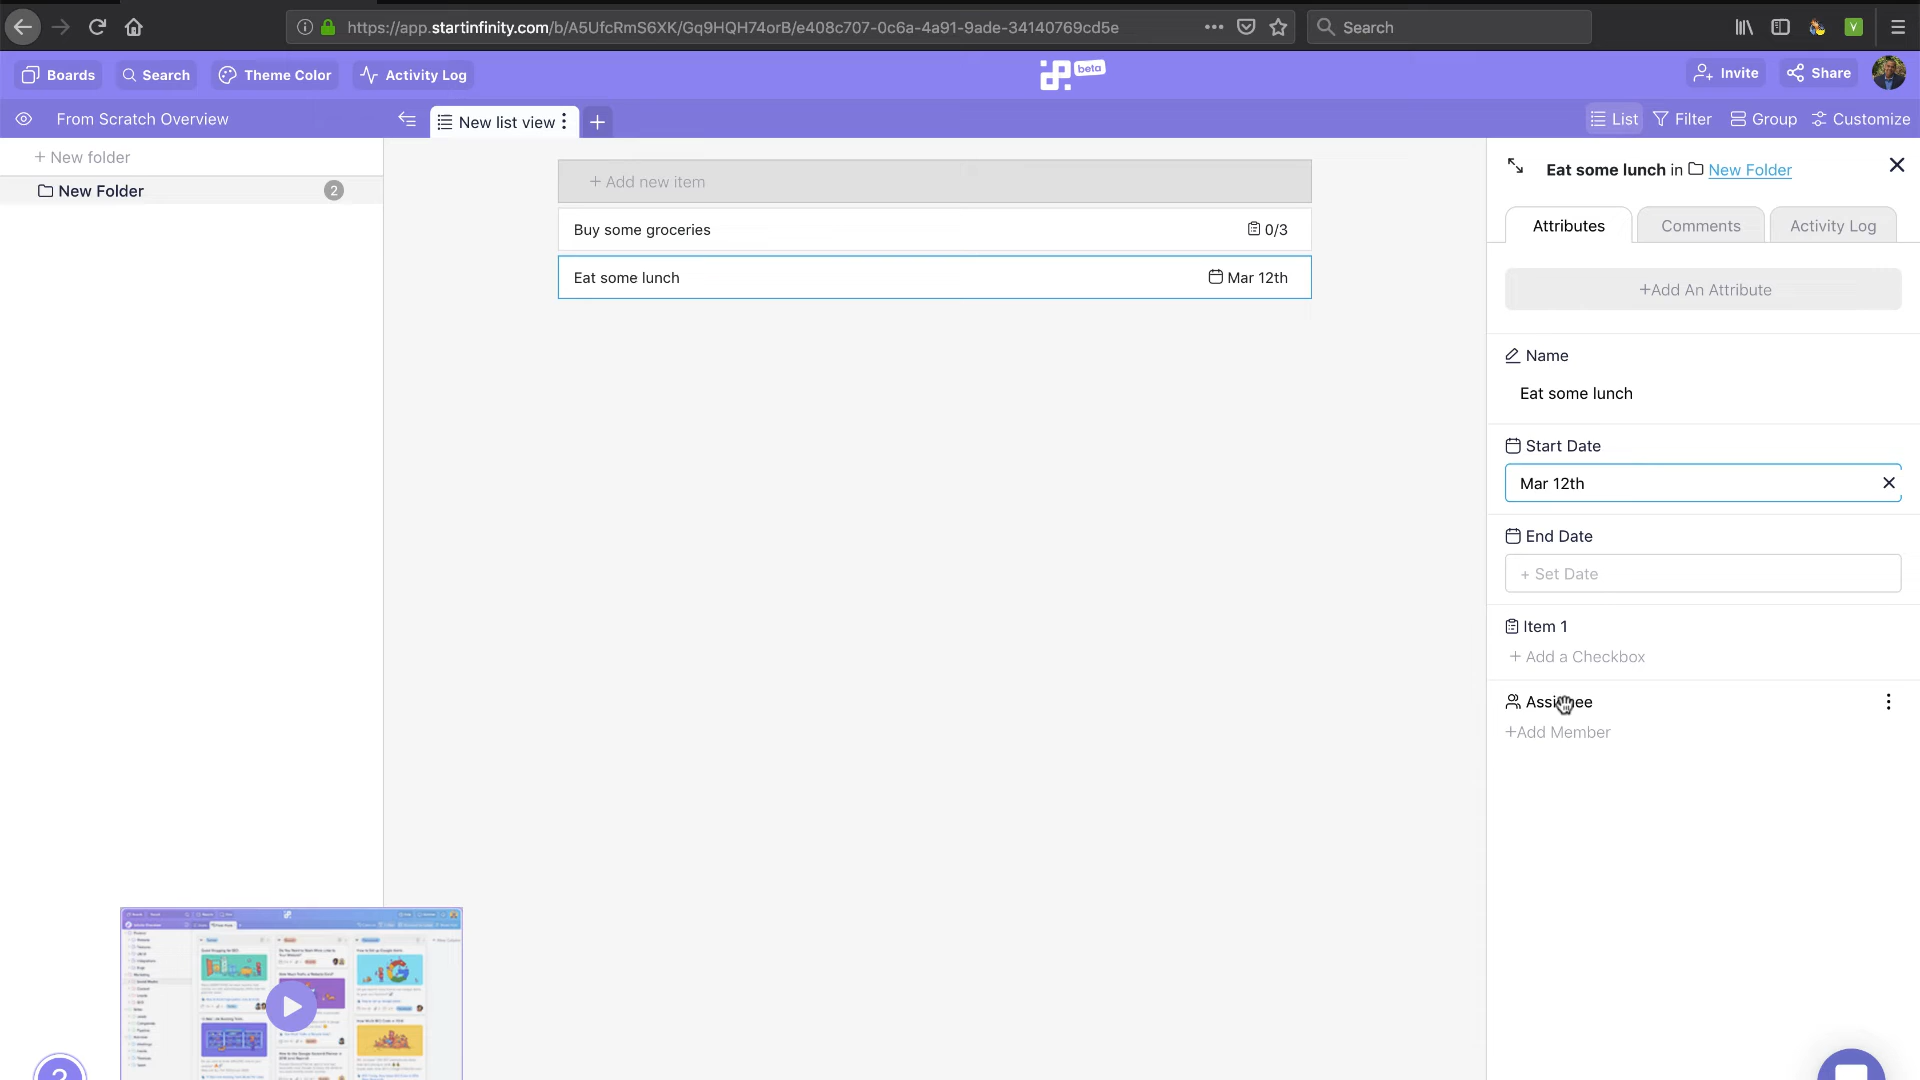 https://app.startinfinity.com/b/A5UfcRmS6XK/Gq9HQH74orB/e408c707-0c6a-4a91-9ade-34140769cd5e
Search
Boards
Search
Theme Color
Activity Log
beta
Invite
Share
From Scratch Overview
New list view
List
Filter
Group
Customize
+ New folder
New Folder
2
+ Add new item
Buy some groceries
0/3
Eat some lunch
Mar 12th
Eat some lunch in New Folder
Attributes
Comments
Activity Log
+Add An Attribute
Name
Eat some lunch
Start Date
Mar 12th
End Date
+ Set Date
Item 1
+ Add a Checkbox
Assignee
+Add Member
?